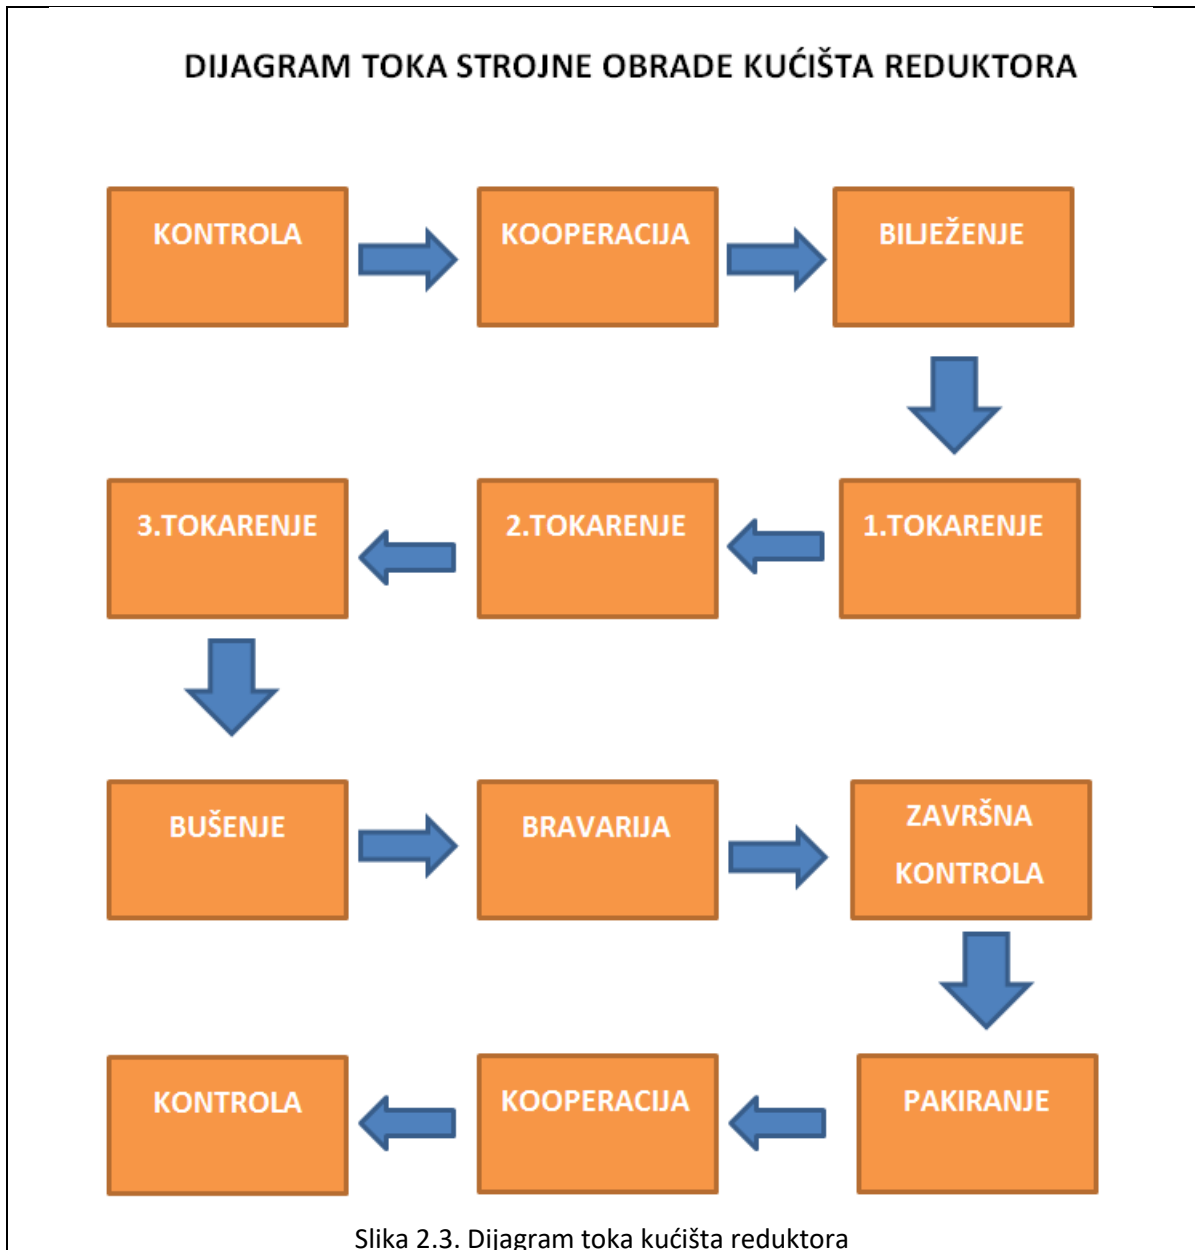 DIJAGRAM TOKA STROJNE OBRADE KUĆIŠTA REDUKTORA
KONTROLA
KOOPERACIJA
BILJEŽENJE
3.TOKARENJE
2.TOKARENJE
1.TOKARENJE
BUŠENJE
BRAVARIJA
ZAVRŠNA
KONTROLA
KONTROLA
KOOPERACIJA
PAKIRANJE
Slika 2.3. Dijagram toka kućišta reduktora